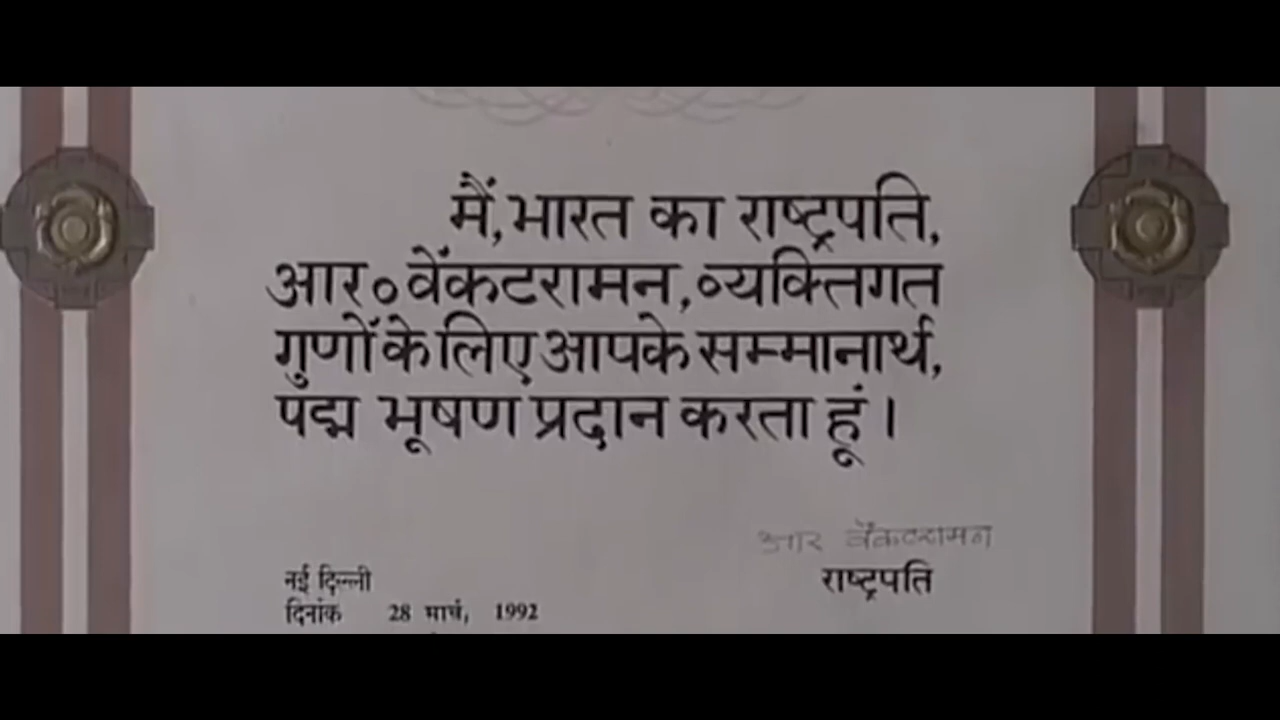 मैं, भारत का राष्ट्रपति,
आर० वेंकटरामन, व्यक्तिगत
गुणों के लिए आपके सम्मानार्थ,
पद्म भूषण प्रदान करता हूं।
आर वेंकटरामन
राष्ट्रपति
नई दिल्ली
दिनांक 28 मार्च, 1992